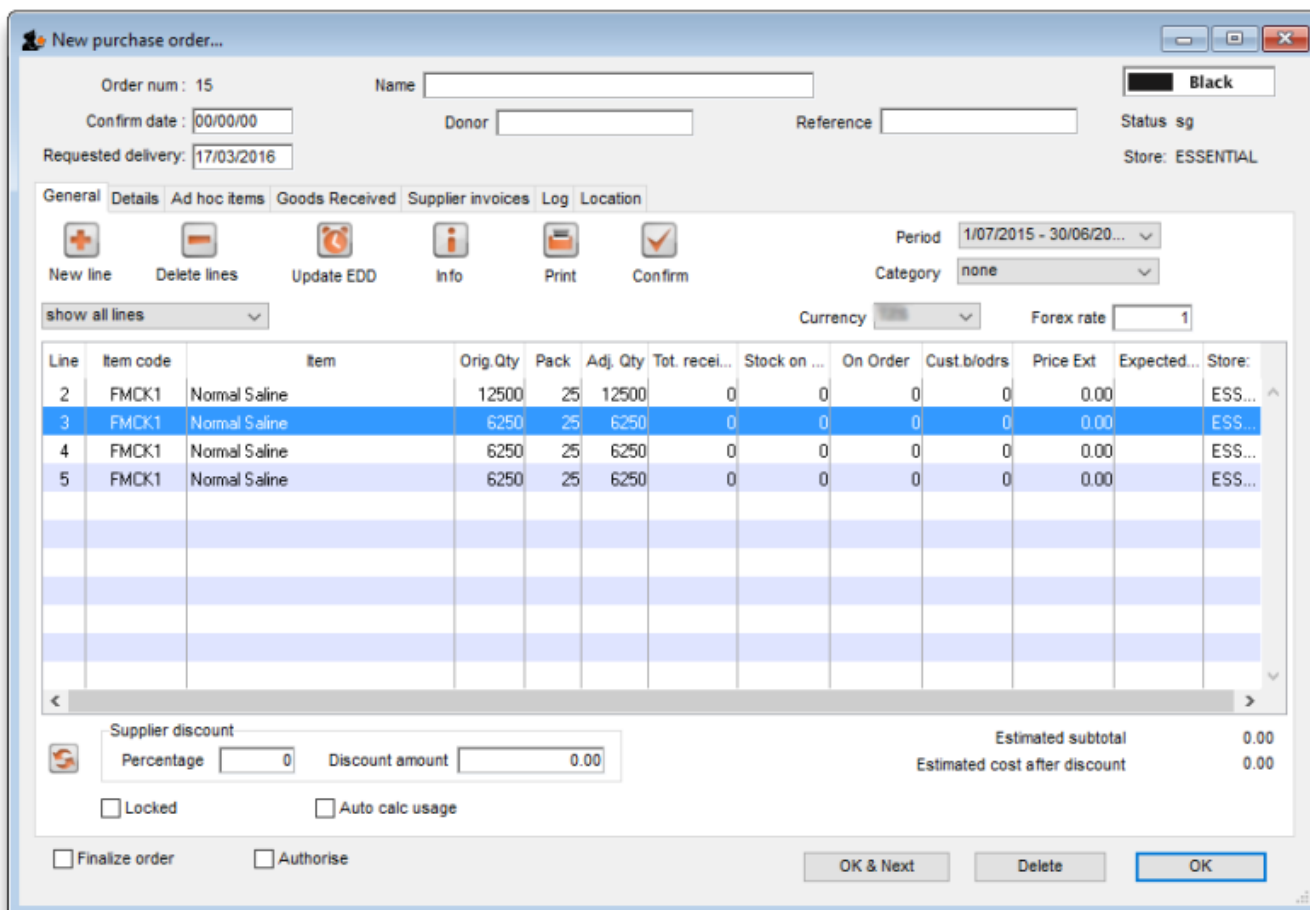 New purchase order...
Order num : 15 Name Black
Confirm date : 00/00/00 Donor Reference Status sg
Requested delivery: 17/03/2016 Store: ESSENTIAL
General Details Ad hoc items Goods Received Supplier invoices Log Location
New line Delete lines Update EDD Info Print Confirm
Period 1/07/2015 - 30/06/20...
Category none
show all lines Currency Forex rate 1
Line Item code Item Orig.Qty Pack Adj. Qty Tot. recei... Stock on ... On Order Cust.b/odrs Price Ext Expected... Store:
2 FMCK1 Normal Saline 12500 25 12500 0 0 0 0 0.00 ESS...
3 FMCK1 Normal Saline 6250 25 6250 0 0 0 0 0.00 ESS...
4 FMCK1 Normal Saline 6250 25 6250 0 0 0 0 0.00 ESS...
5 FMCK1 Normal Saline 6250 25 6250 0 0 0 0 0.00 ESS...
Supplier discount
Percentage 0 Discount amount 0.00
Estimated subtotal 0.00
Estimated cost after discount 0.00
Locked Auto calc usage
Finalize order Authorise OK & Next Delete OK